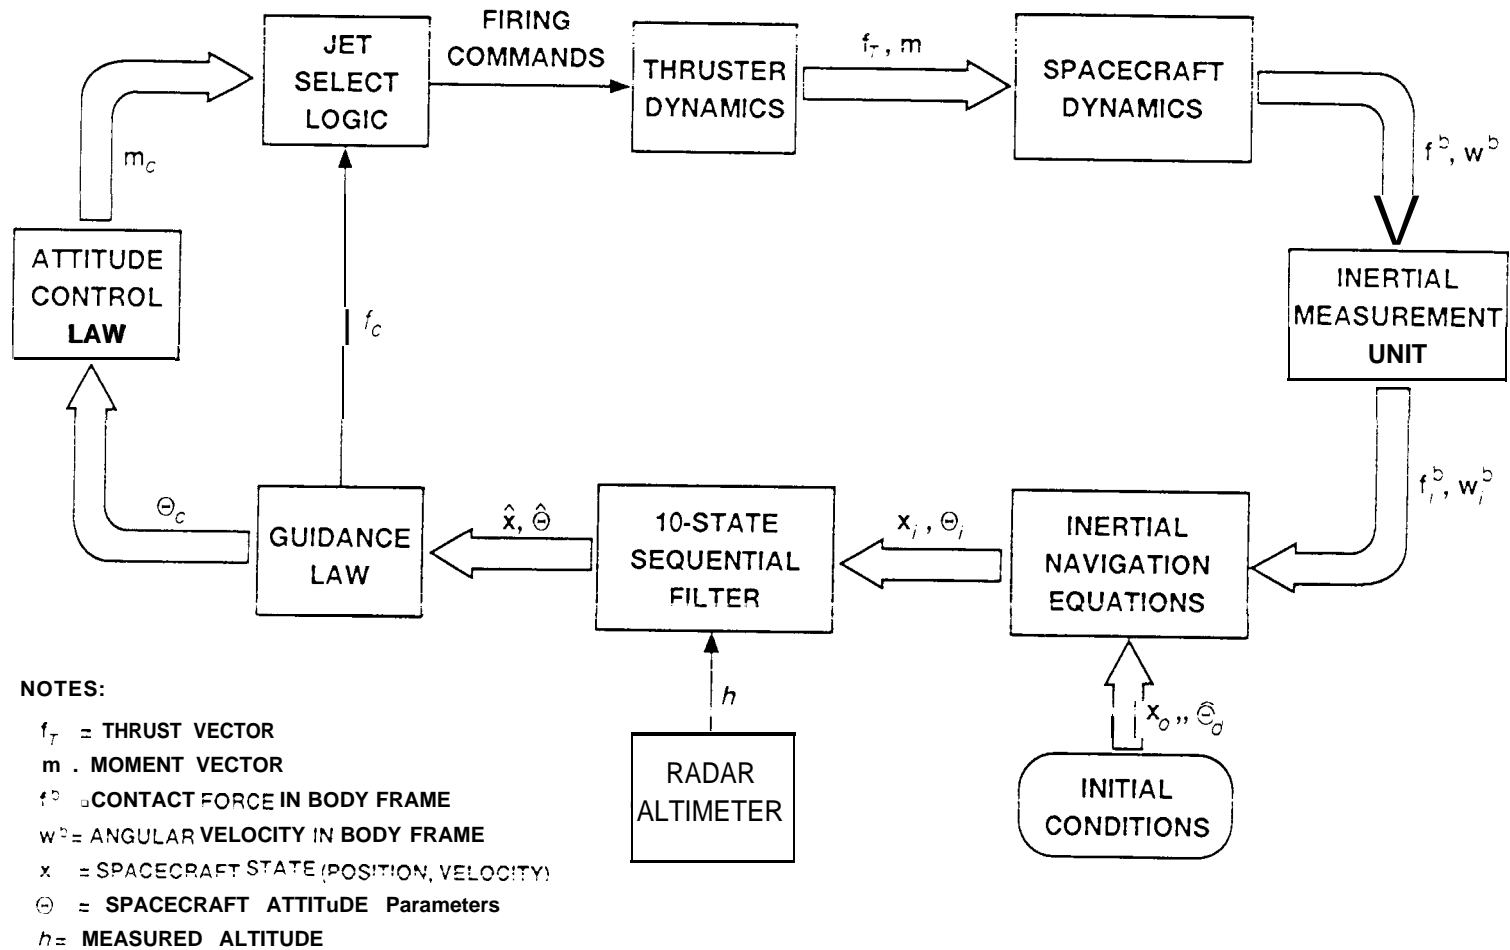 FIRING
COMMANDS
JET
SELECT
LOGIC
THRUSTER
DYNAMICS
f_T, m
SPACECRAFT
DYNAMICS
m_c
f^b, w^b
ATTITUDE
CONTROL
LAW
INERTIAL
MEASUREMENT
UNIT
f_c
f_i^b, w_i^b
Θ_c
GUIDANCE
LAW
x̂, Θ̂
10-STATE
SEQUENTIAL
FILTER
x_i, Θ_i
INERTIAL
NAVIGATION
EQUATIONS
h
x_o,, Θ̂_o
RADAR
ALTIMETER
INITIAL
CONDITIONS
NOTES:
f_T = THRUST VECTOR
m . MOMENT VECTOR
f^b = CONTACT FORCE IN BODY FRAME
w^b = ANGULAR VELOCITY IN BODY FRAME
x = SPACECRAFT STATE (POSITION, VELOCITY)
Θ = SPACECRAFT ATTITuDE Parameters
h = MEASURED ALTITUDE